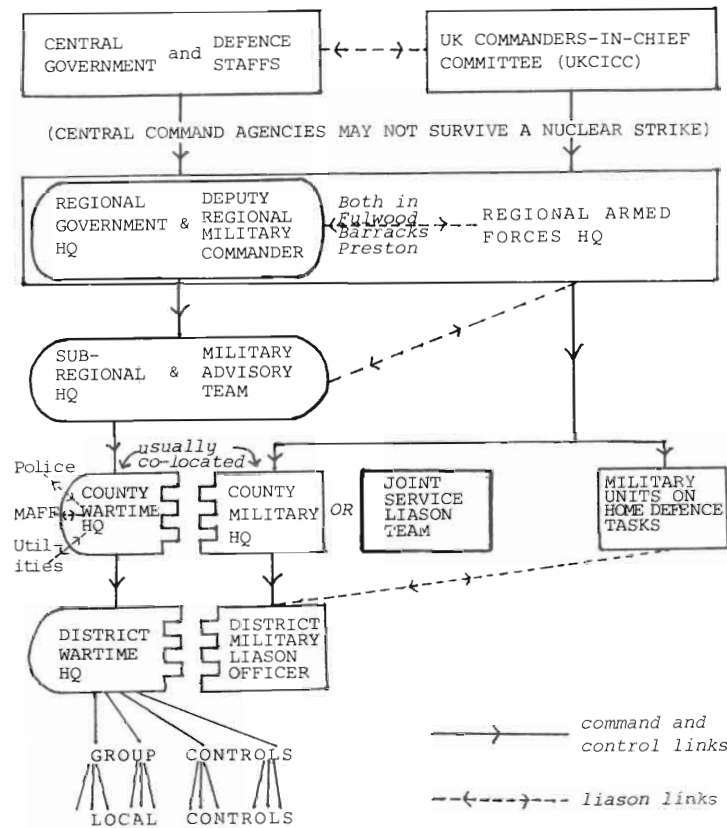 CENTRAL
GOVERNMENT
and
DEFENCE
STAFFS
UK COMMANDERS-IN-CHIEF
COMMITTEE (UKCICC)
(CENTRAL COMMAND AGENCIES MAY NOT SURVIVE A NUCLEAR STRIKE)
REGIONAL
GOVERNMENT
HQ
&
DEPUTY
REGIONAL
MILITARY
COMMANDER
Both in
Fulwood
Barracks
Preston
REGIONAL ARMED
FORCES HQ
SUB-
REGIONAL
HQ
&
MILITARY
ADVISORY
TEAM
usually
co-located
Police
MAFF
Util-
ities
COUNTY
WARTIME
HQ
COUNTY
MILITARY
HQ
OR
JOINT
SERVICE
LIASON
TEAM
MILITARY
UNITS ON
HOME DEFENCE
TASKS
DISTRICT
WARTIME
HQ
DISTRICT
MILITARY
LIASON
OFFICER
GROUP CONTROLS
LOCAL CONTROLS
command and
control links
liason links